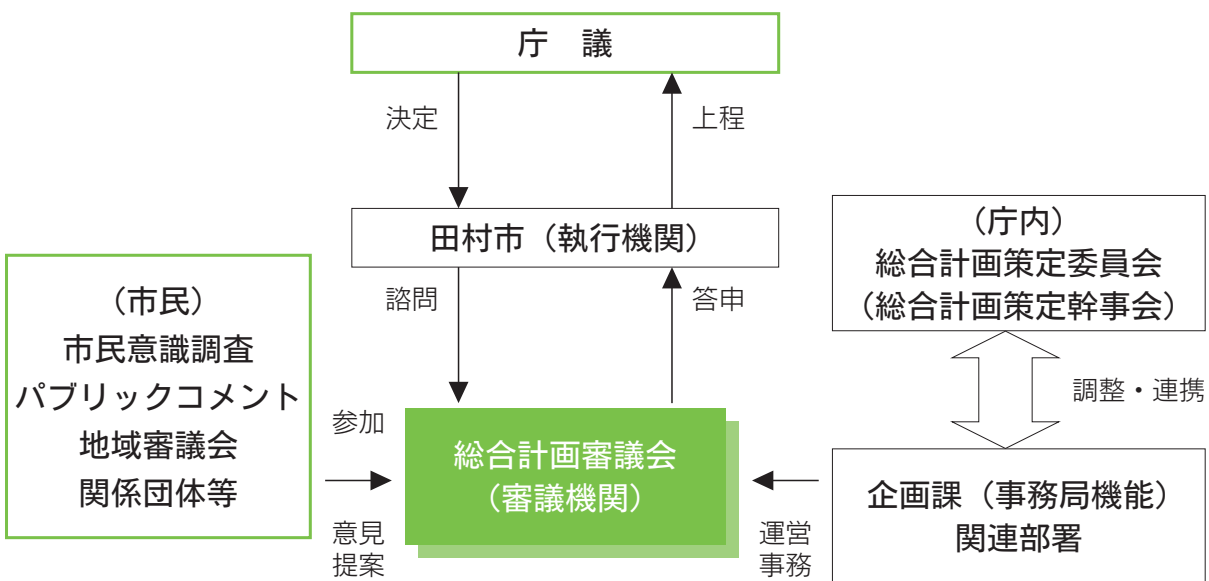 庁　議
決定
上程
田村市（執行機関）
諮問
答申
（市民）
市民意識調査
パブリックコメント
地域審議会
関係団体等
参加
意見
提案
総合計画審議会
（審議機関）
運営
事務
（庁内）
総合計画策定委員会
（総合計画策定幹事会）
調整・連携
企画課（事務局機能）
関連部署